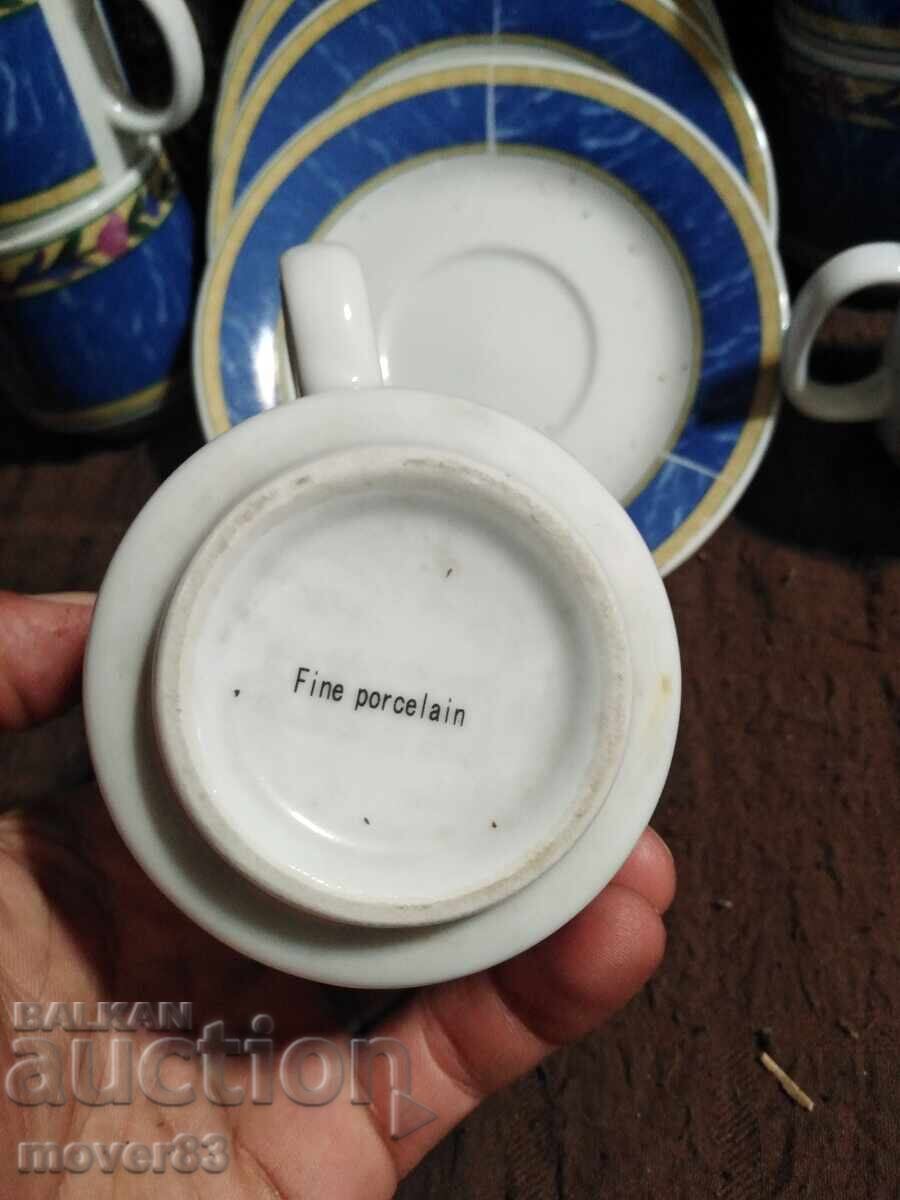 Fine porcelain
BALKAN
auction
mover83